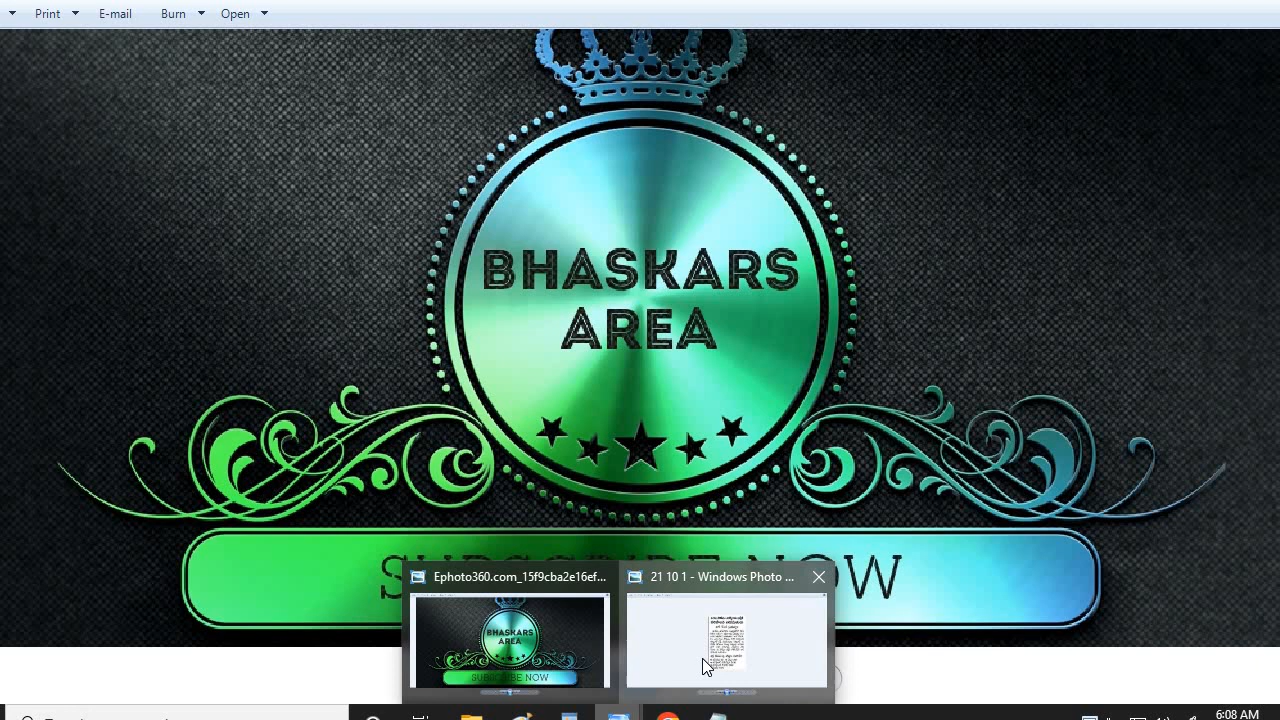 Print E-mail Burn Open
BHASKARS
AREA
Ephoto360.com_15f9cba2e16ef...
21 10 1 - Windows Photo ...
BHASKARS
AREA
SUBSCRIBE NOW
6:08 AM